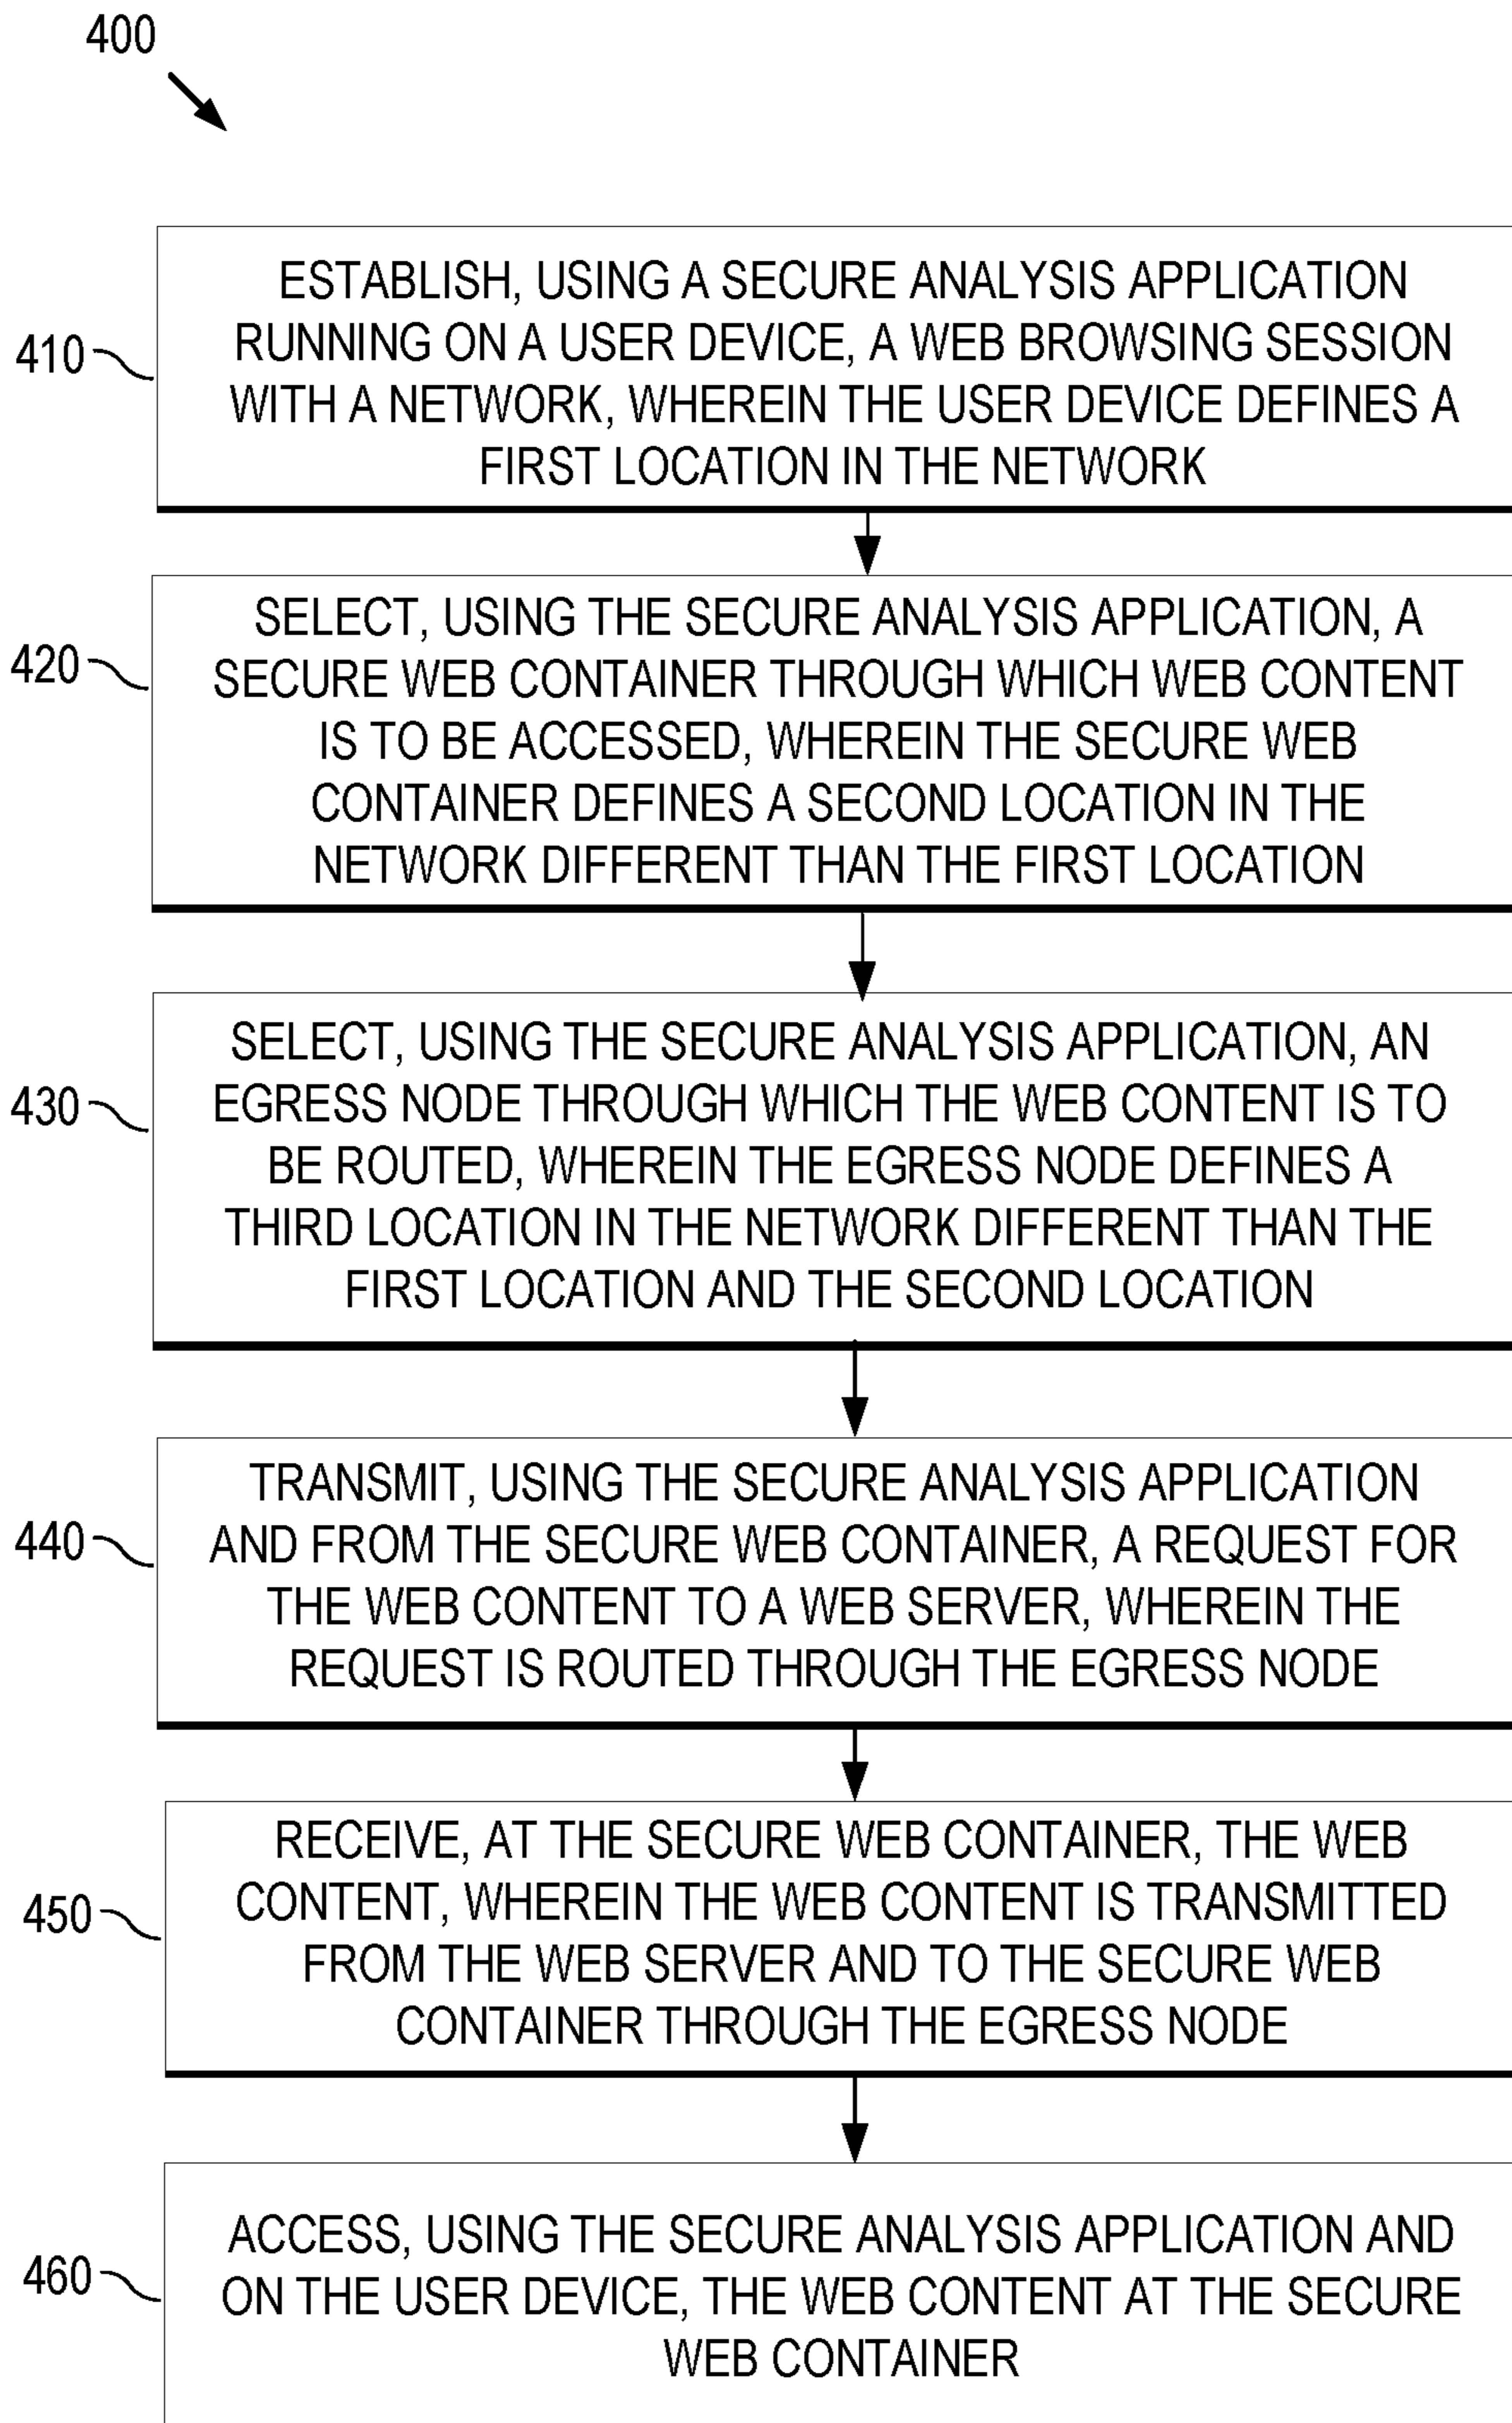 400
410
ESTABLISH, USING A SECURE ANALYSIS APPLICATION
RUNNING ON A USER DEVICE, A WEB BROWSING SESSION
WITH A NETWORK, WHEREIN THE USER DEVICE DEFINES A
FIRST LOCATION IN THE NETWORK
420
SELECT, USING THE SECURE ANALYSIS APPLICATION, A
SECURE WEB CONTAINER THROUGH WHICH WEB CONTENT
IS TO BE ACCESSED, WHEREIN THE SECURE WEB
CONTAINER DEFINES A SECOND LOCATION IN THE
NETWORK DIFFERENT THAN THE FIRST LOCATION
430
SELECT, USING THE SECURE ANALYSIS APPLICATION, AN
EGRESS NODE THROUGH WHICH THE WEB CONTENT IS TO
BE ROUTED, WHEREIN THE EGRESS NODE DEFINES A
THIRD LOCATION IN THE NETWORK DIFFERENT THAN THE
FIRST LOCATION AND THE SECOND LOCATION
440
TRANSMIT, USING THE SECURE ANALYSIS APPLICATION
AND FROM THE SECURE WEB CONTAINER, A REQUEST FOR
THE WEB CONTENT TO A WEB SERVER, WHEREIN THE
REQUEST IS ROUTED THROUGH THE EGRESS NODE
450
RECEIVE, AT THE SECURE WEB CONTAINER, THE WEB
CONTENT, WHEREIN THE WEB CONTENT IS TRANSMITTED
FROM THE WEB SERVER AND TO THE SECURE WEB
CONTAINER THROUGH THE EGRESS NODE
460
ACCESS, USING THE SECURE ANALYSIS APPLICATION AND
ON THE USER DEVICE, THE WEB CONTENT AT THE SECURE
WEB CONTAINER